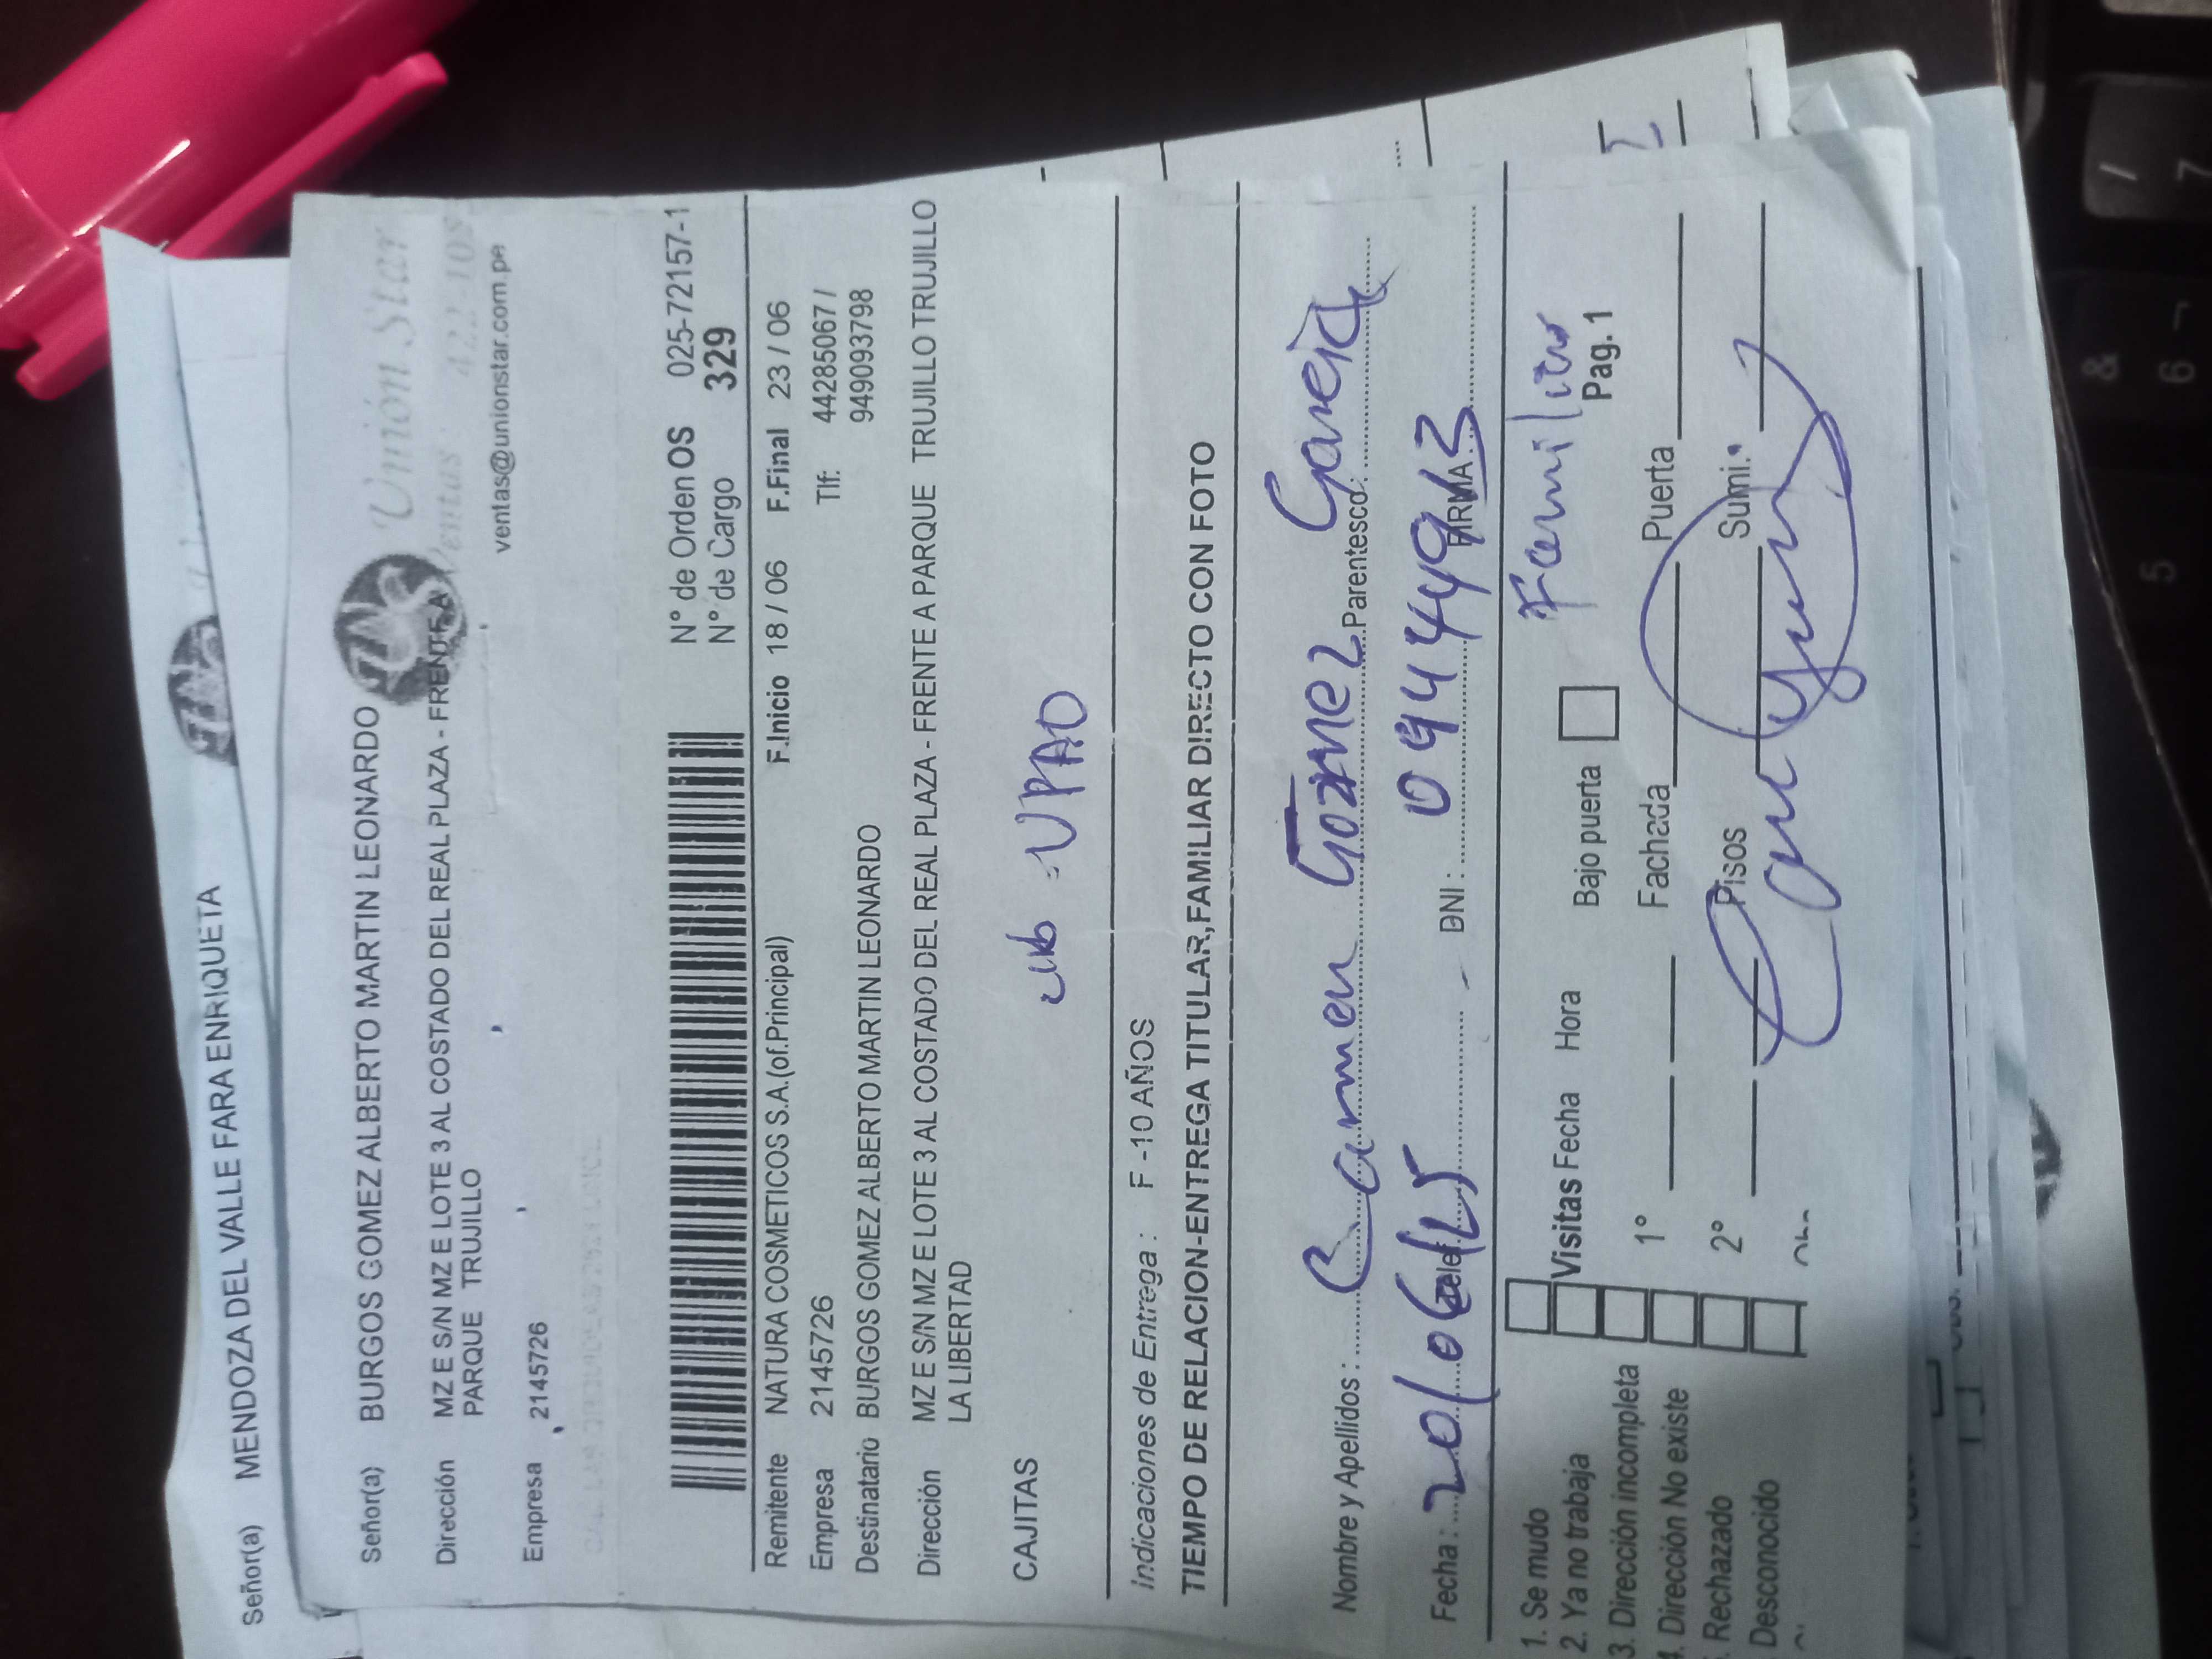 Señor(a) MENDOZA DEL VALLE FARA ENRIQUETA
Unión Star
Ventas: 422-105
ventas@unionstar.com.pe
Señor(a) BURGOS GOMEZ ALBERTO MARTIN LEONARDO
Dirección MZ E S/N MZ E LOTE 3 AL COSTADO DEL REAL PLAZA - FRENTE A
PARQUE TRUJILLO
Empresa 2145726
N° de Orden OS 025-72157-1
N° de Cargo 329
Remitente NATURA COSMETICOS S.A.(of.Principal) F.Inicio 18 / 06 F.Final 23 / 06
Empresa 2145726 Tlf: 442850677 /
Destinatario BURGOS GOMEZ ALBERTO MARTIN LEONARDO 949093798
Dirección MZ E S/N MZ E LOTE 3 AL COSTADO DEL REAL PLAZA - FRENTE A PARQUE TRUJILLO TRUJILLO
LA LIBERTAD
CAJITAS
UPAO
Indicaciones de Entrega : F -10 AÑOS
TIEMPO DE RELACION-ENTREGA TITULAR,FAMILIAR DIRECTO CON FOTO
Nombre y Apellidos : Carmen Gomez Parentesco: Garcia
Fecha : 20/06/25 Telef DNI : 0944913 FIRMA
Familiar
1. Se mudo
2. Ya no trabaja Visitas Fecha Hora Bajo puerta Pag. 1
3. Dirección incompleta
4. Dirección No existe 1° Fachada Puerta
Rechazado
Desconocido 2° Pisos Sumi.